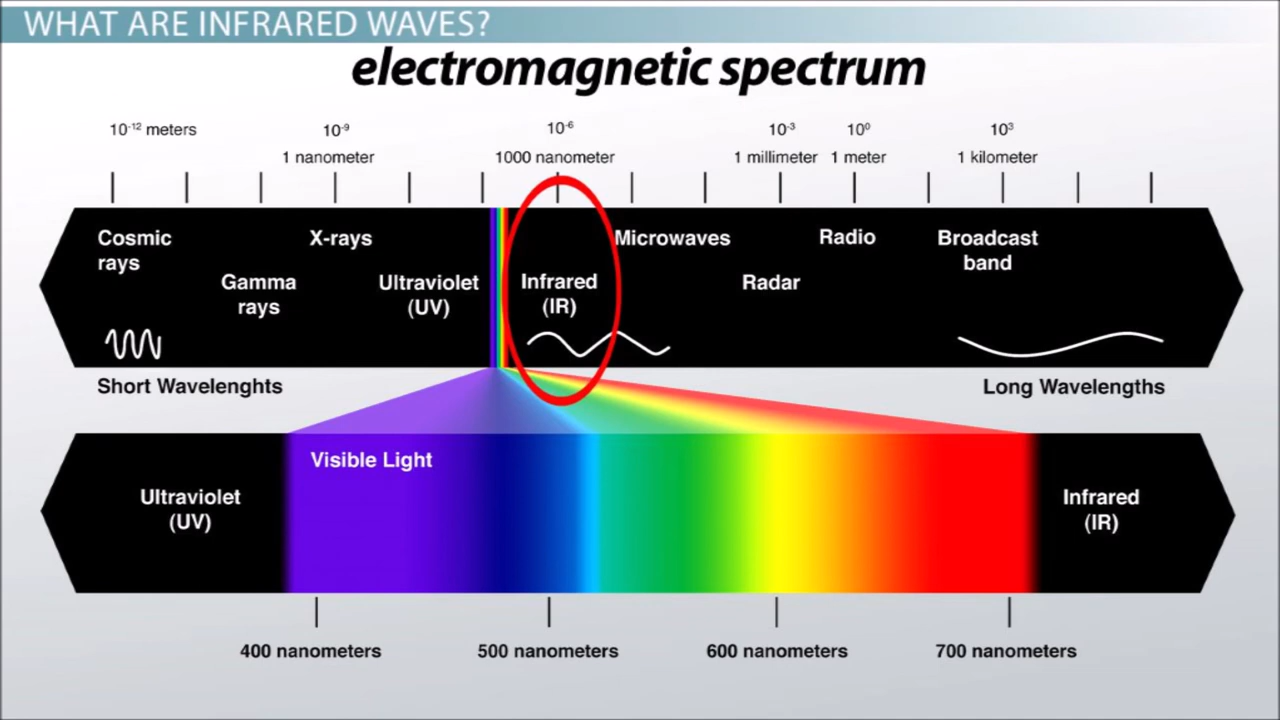 WHAT ARE INFRARED WAVES?
electromagnetic spectrum
10⁻¹² meters 10⁻⁹ 10⁻⁶ 10⁻³ 10⁰ 10³
1 nanometer 1000 nanometer 1 millimeter 1 meter 1 kilometer
Cosmic
rays
Gamma
rays
X-rays
Ultraviolet
(UV)
Infrared
(IR)
Microwaves
Radar
Radio
Broadcast
band
Short Wavelenghts Long Wavelengths
Visible Light
Ultraviolet
(UV)
Infrared
(IR)
400 nanometers 500 nanometers 600 nanometers 700 nanometers